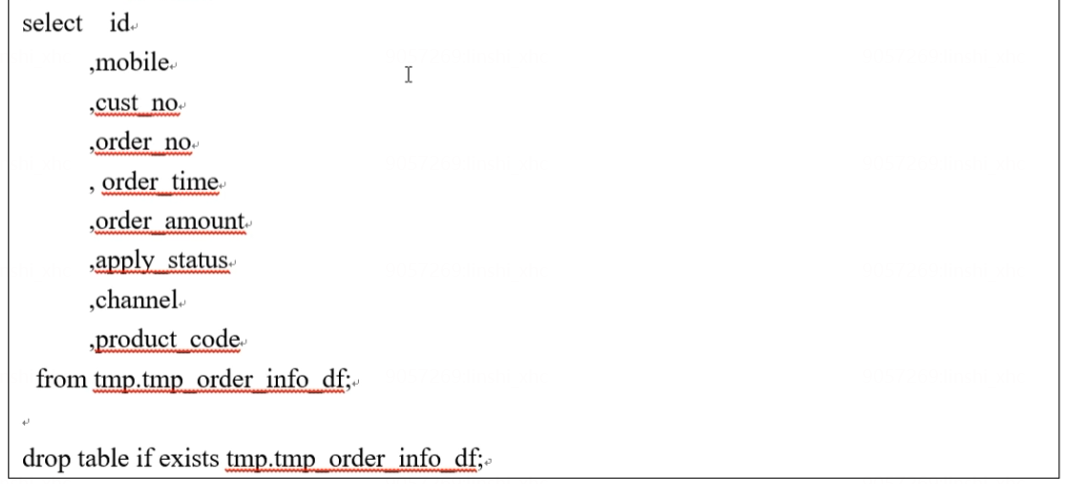 select id
,mobile
,cust_no
,order_no
, order_time
,order_amount
,apply_status
,channel
,product_code
from tmp.tmp_order_info_df;
drop table if exists tmp.tmp_order_info_df;